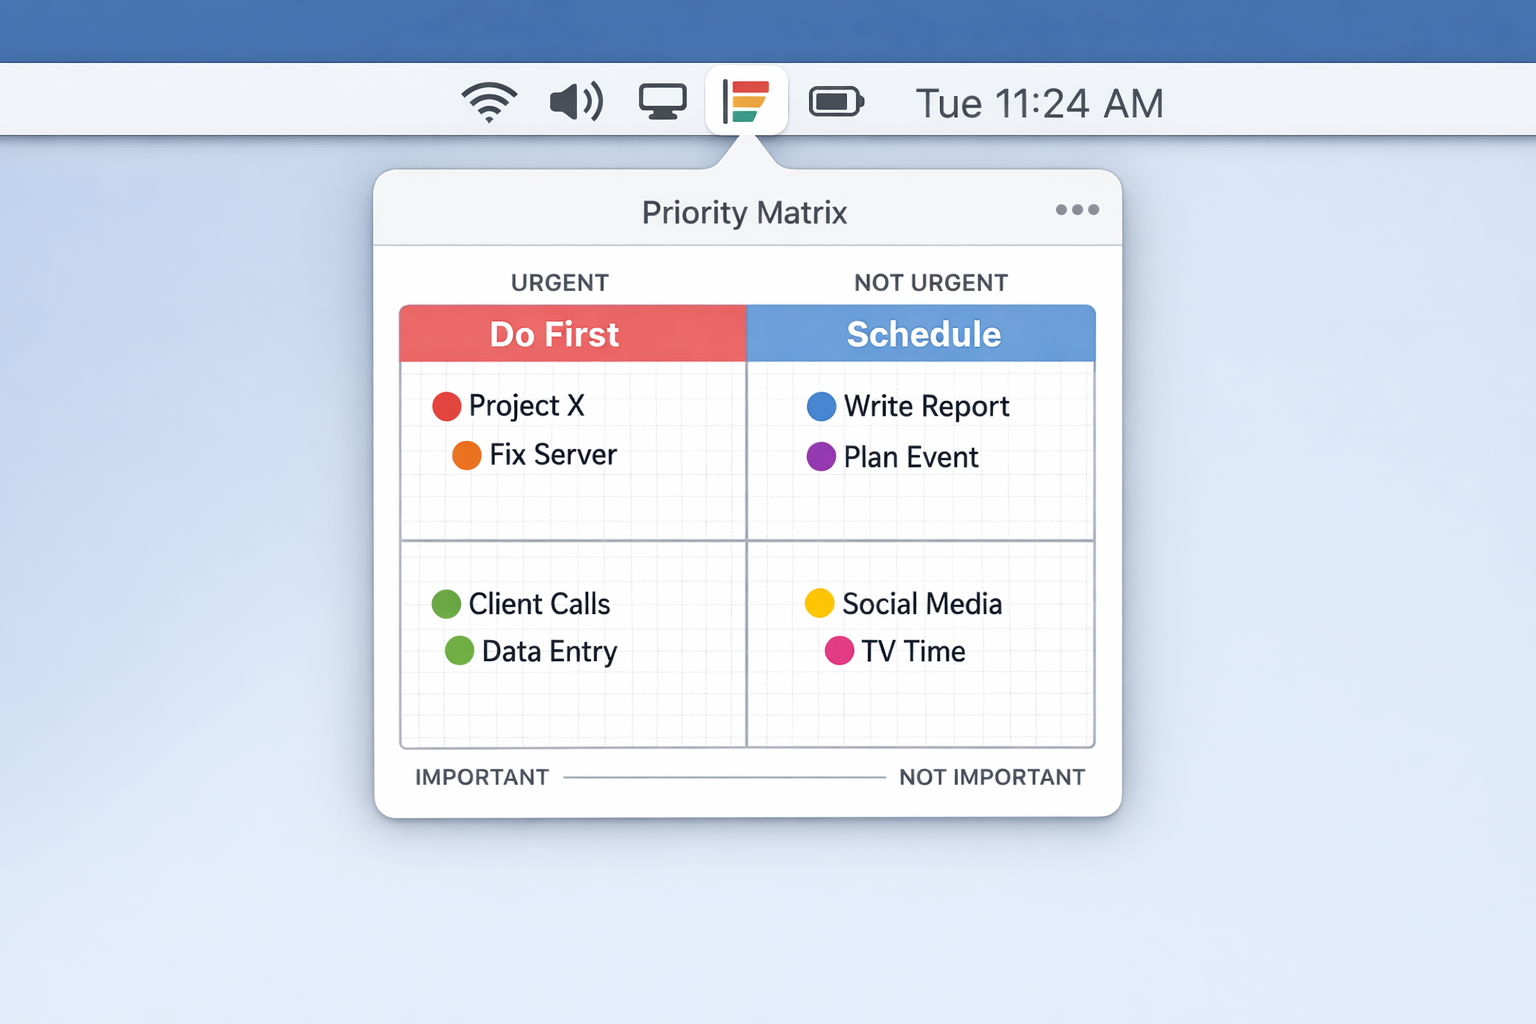 Tue 11:24 AM
Priority Matrix
URGENT NOT URGENT
Do First Schedule
Project X Write Report
Fix Server Plan Event
Client Calls Social Media
Data Entry TV Time
IMPORTANT NOT IMPORTANT